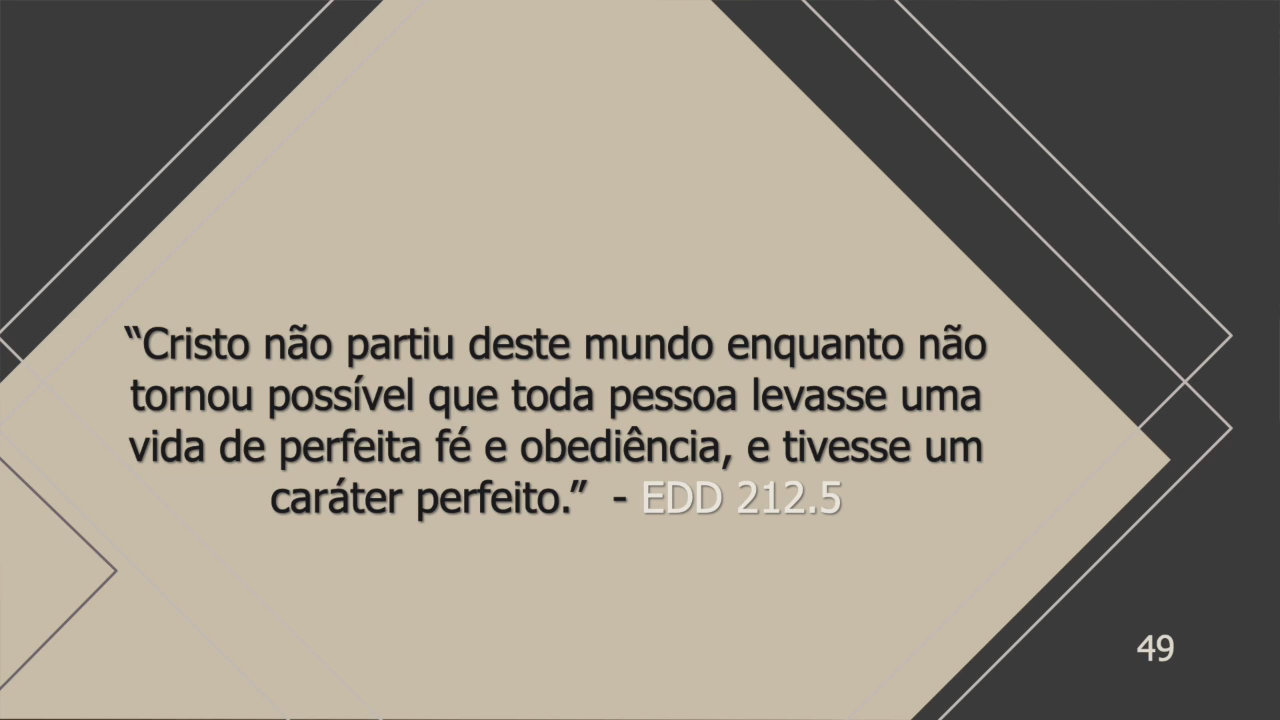 “Cristo não partiu deste mundo enquanto não
tornou possível que toda pessoa levasse uma
vida de perfeita fé e obediência, e tivesse um
caráter perfeito.”  - EDD 212.5
49